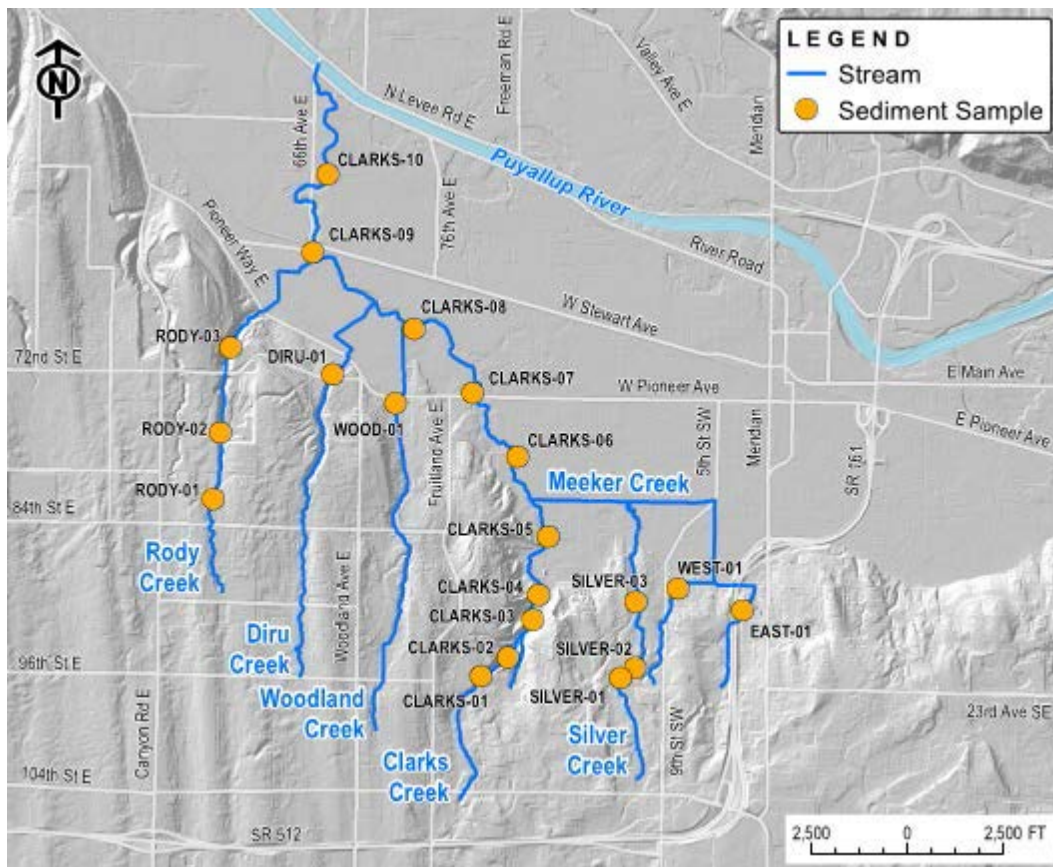 LEGEND
Stream
Sediment Sample
N
N Levee Rd E
Freeman Rd E
Valley Ave E
Meridian
66th Ave E
CLARKS-10
Puyallup River
76th Ave E
Pioneer Way E
CLARKS-09
River Road
CLARKS-08
W Stewart Ave
RODY-03
72nd St E
DIRU-01
CLARKS-07
W Pioneer Ave
E Main Ave
RODY-02
WOOD-01
Fruitland Ave E
CLARKS-06
5th St SW
Meridian
E Pioneer Ave
SR 161
RODY-01
Meeker Creek
84th St E
CLARKS-05
Rody
Creek
CLARKS-04
SILVER-03
WEST-01
CLARKS-03
EAST-01
Woodland Ave E
Diru
Creek
CLARKS-02
SILVER-02
96th St E
CLARKS-01
SILVER-01
Woodland
Creek
Canyon Rd E
9th St SW
23rd Ave SE
Silver
Creek
Clarks
Creek
104th St E
SR 512
2,500 0 2,500 FT